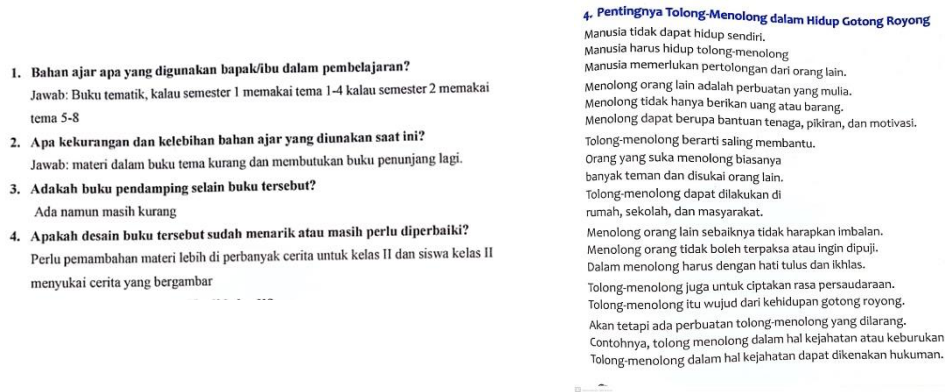 1. Bahan ajar apa yang digunakan bapak/ibu dalam pembelajaran?
Jawab: Buku tematik, kalau semester 1 memakai tema 1-4 kalau semester 2 memakai
tema 5-8
2. Apa kekurangan dan kelebihan bahan ajar yang diunakan saat ini?
Jawab: materi dalam buku tema kurang dan membutukan buku penunjang lagi.
3. Adakah buku pendamping selain buku tersebut?
Ada namun masih kurang
4. Apakah desain buku tersebut sudah menarik atau masih perlu diperbaiki?
Perlu pemambahan materi lebih di perbanyak cerita untuk kelas II dan siswa kelas II
menyukai cerita yang bergambar
4. Pentingnya Tolong-Menolong dalam Hidup Gotong Royong
Manusia tidak dapat hidup sendiri.
Manusia harus hidup tolong-menolong
Manusia memerlukan pertolongan dari orang lain.
Menolong orang lain adalah perbuatan yang mulia.
Menolong tidak hanya berikan uang atau barang.
Menolong dapat berupa bantuan tenaga, pikiran, dan motivasi.
Tolong-menolong berarti saling membantu.
Orang yang suka menolong biasanya
banyak teman dan disukai orang lain.
Tolong-menolong dapat dilakukan di
rumah, sekolah, dan masyarakat.
Menolong orang lain sebaiknya tidak harapkan imbalan.
Menolong orang tidak boleh terpaksa atau ingin dipuji.
Dalam menolong harus dengan hati tulus dan ikhlas.
Tolong-menolong juga untuk ciptakan rasa persaudaraan.
Tolong-menolong itu wujud dari kehidupan gotong royong.
Akan tetapi ada perbuatan tolong-menolong yang dilarang.
Contohnya, tolong menolong dalam hal kejahatan atau keburukan
Tolong-menolong dalam hal kejahatan dapat dikenakan hukuman.